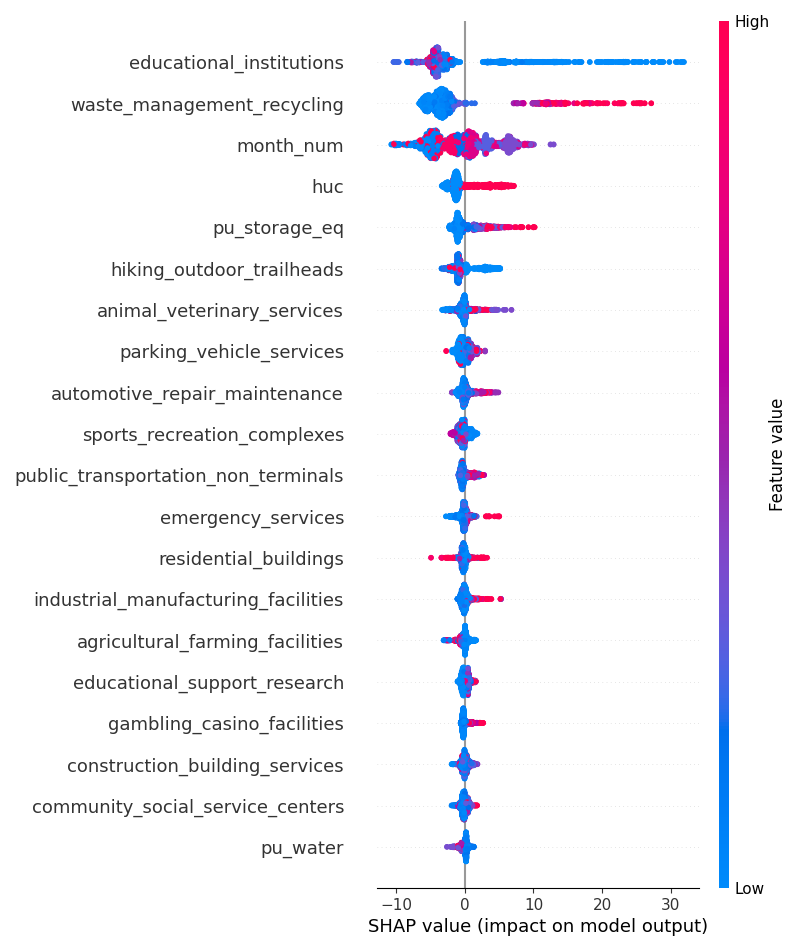 High
educational_institutions
waste_management_recycling
month_num
huc
pu_storage_eq
hiking_outdoor_trailheads
animal_veterinary_services
parking_vehicle_services
automotive_repair_maintenance
sports_recreation_complexes
public_transportation_non_terminals
emergency_services
residential_buildings
industrial_manufacturing_facilities
agricultural_farming_facilities
educational_support_research
gambling_casino_facilities
construction_building_services
community_social_service_centers
pu_water
Feature value
Low
−10 0 10 20 30
SHAP value (impact on model output)